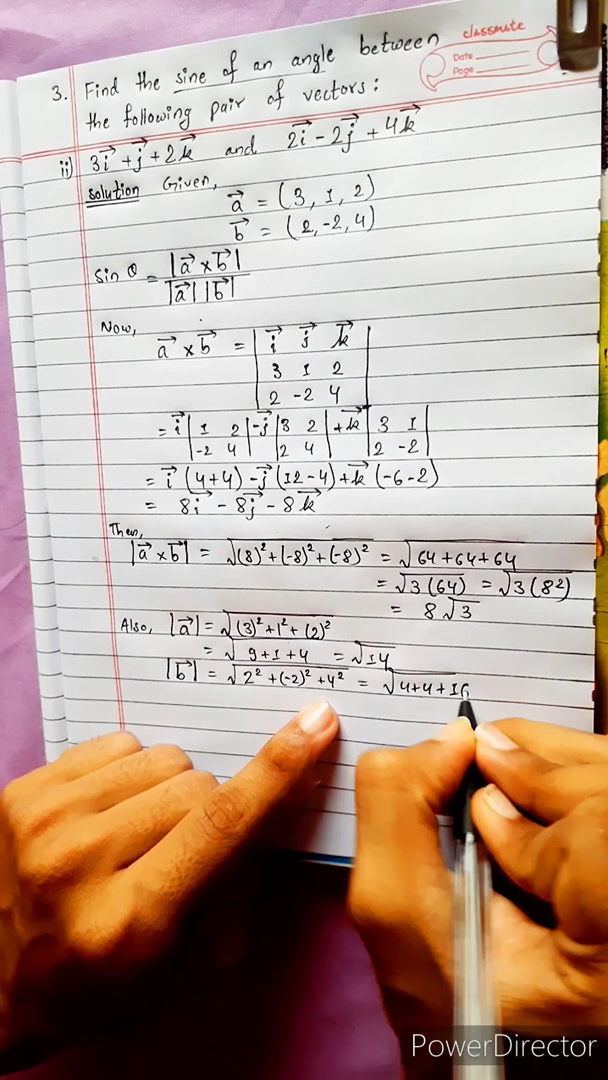 classmate
Date
Page
3. Find the sine of an angle between
the following pair of vectors:
ii) 3i⃗ + j⃗ + 2k⃗ and 2i⃗ - 2j⃗ + 4k⃗
Solution Given,
a⃗ = (3, 1, 2)
b⃗ = (2, -2, 4)
Sin θ = |a⃗ × b⃗| / |a⃗| |b⃗|
Now,
a⃗ × b⃗ = | i⃗ j⃗ k⃗ |
3 1 2
2 -2 4
= i⃗ |1 2| - j⃗ |3 2| + k⃗ |3 1|
|-2 4| |2 4| |2 -2|
= i⃗ (4+4) - j⃗ (12-4) + k⃗ (-6-2)
= 8i⃗ - 8j⃗ - 8k⃗
Then,
|a⃗ × b⃗| = √(8)² + (-8)² + (-8)² = √64 + 64 + 64
= √3(64) = √3(8²)
= 8√3
Also, |a⃗| = √(3)² + 1² + (2)²
= √9 + 1 + 4 = √14
|b⃗| = √2² + (-2)² + 4² = √4+4+16
PowerDirector